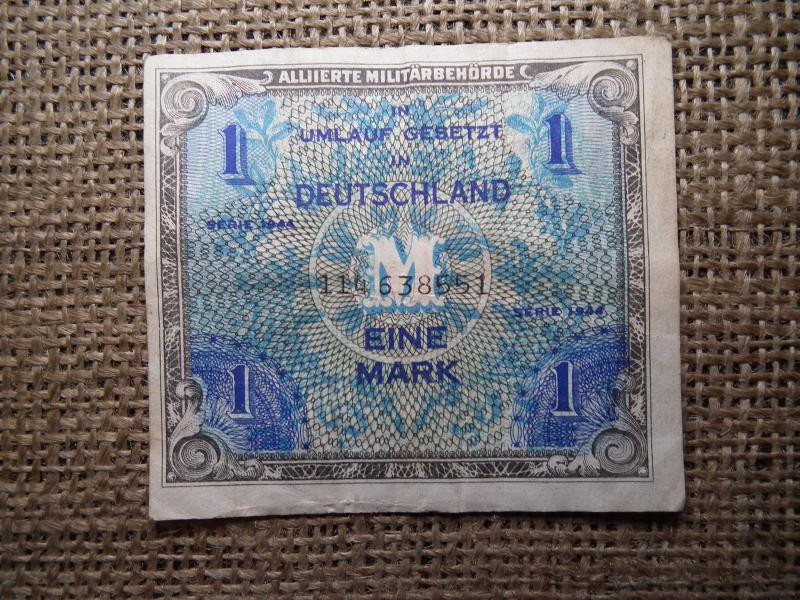 ALLIIERTE MILITÄRBEHÖRDE
1 IN 1
UMLAUF GESETZT
IN
DEUTSCHLAND
SERIE 1944
M
SERIE 1944
EINE
MARK
1 1